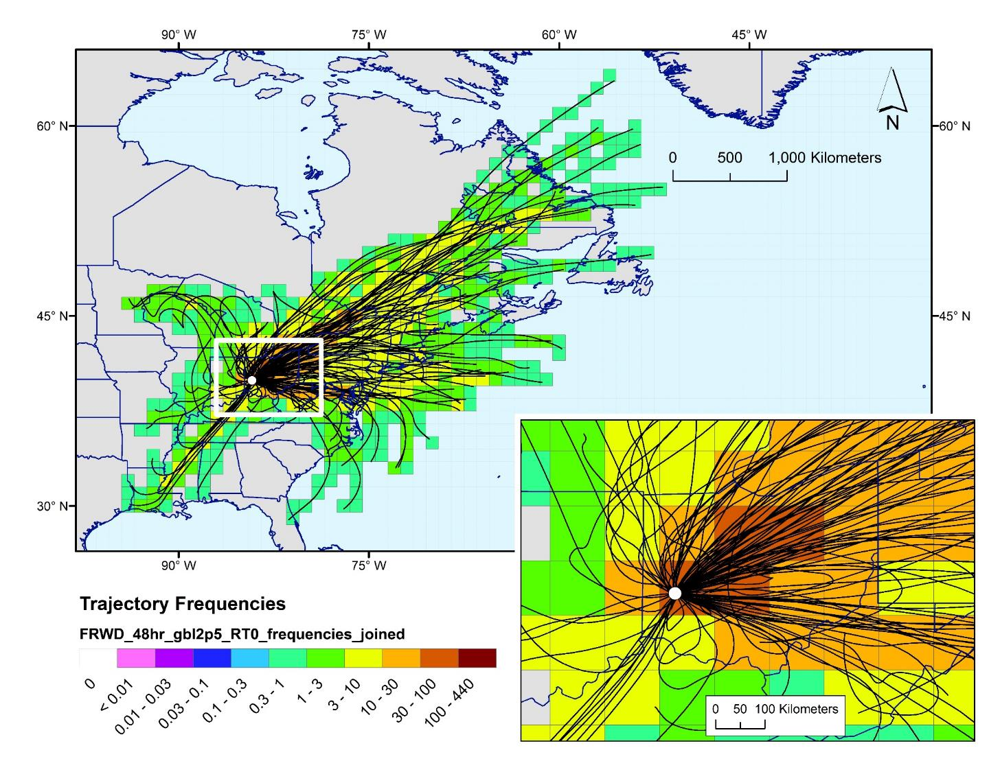 90° W
75° W
60° W
45° W
60° N
60° N
N
0 500 1,000 Kilometers
45° N
45° N
30° N
90° W
75° W
Trajectory Frequencies
FRWD_48hr_gbl2p5_RT0_frequencies_joined
0
< 0.01
0.01 - 0.03
0.03 - 0.1
0.1 - 0.3
0.3 - 1
1 - 3
3 - 10
10 - 30
30 - 100
100 - 440
0 50 100 Kilometers